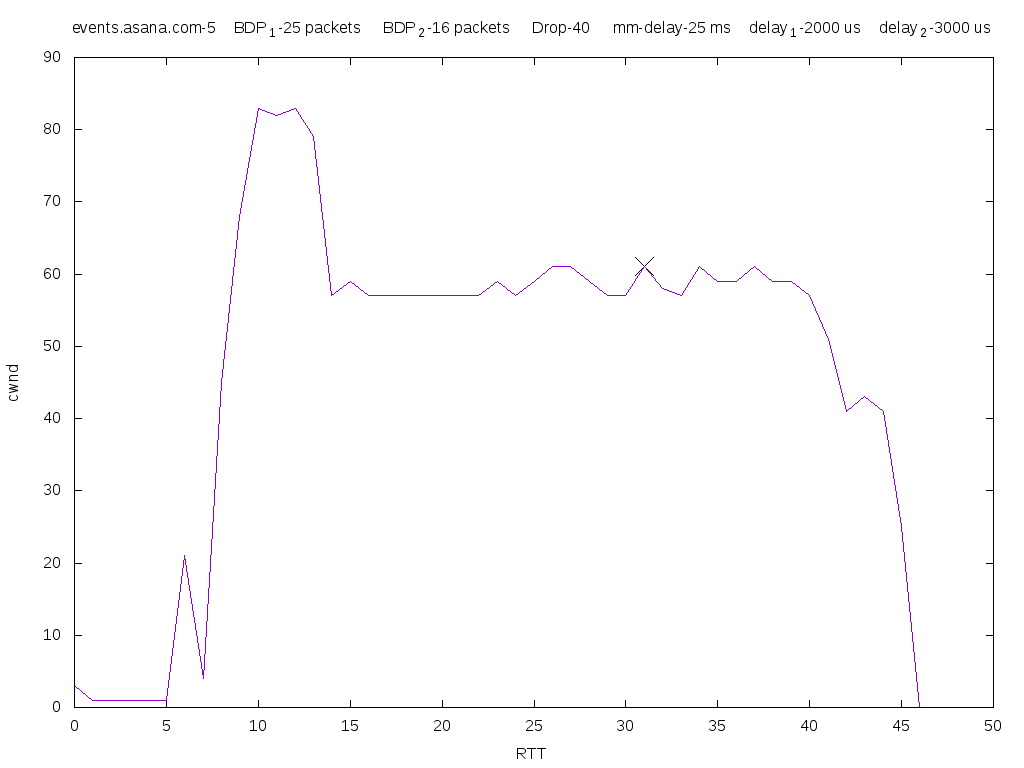 events.asana.com-5 BDP1-25 packets BDP2-16 packets Drop-40 mm-delay-25 ms delay1-2000 us delay2-3000 us
90
80
70
60
50
40
30
20
10
0
cwnd
0 5 10 15 20 25 30 35 40 45 50
RTT